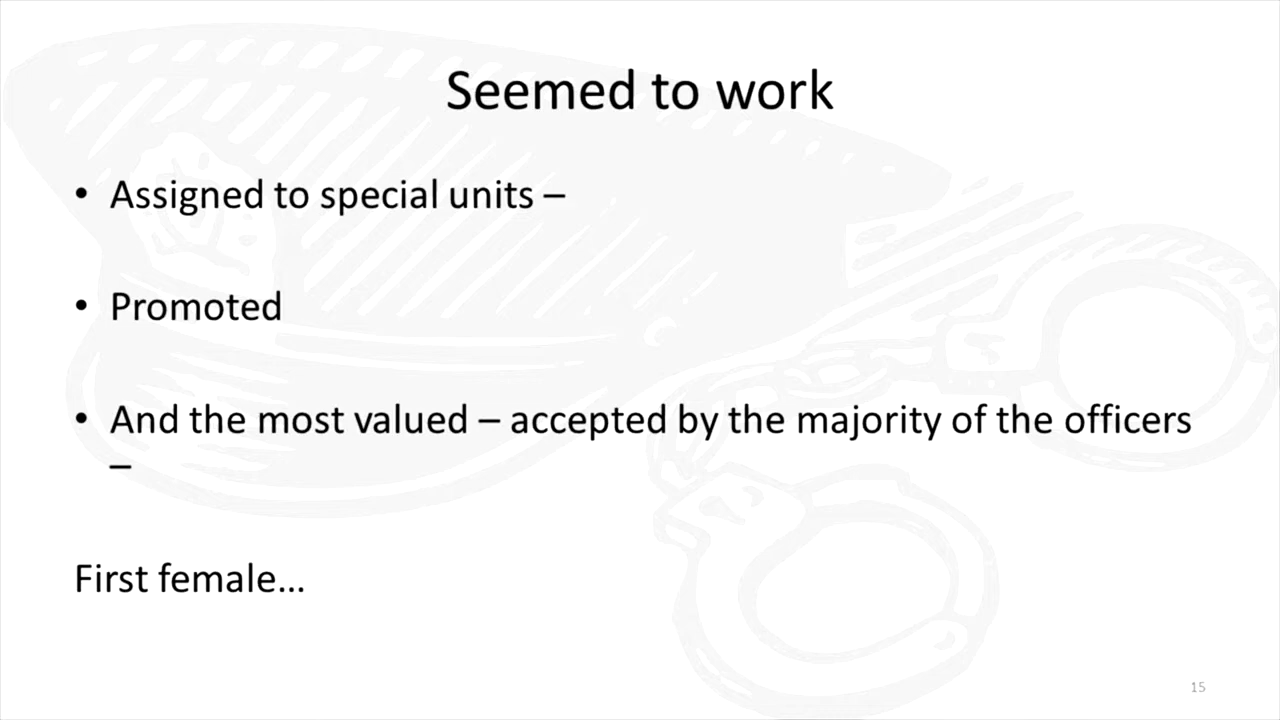 Seemed to work
• Assigned to special units –
• Promoted
• And the most valued – accepted by the majority of the officers
–
First female…
15